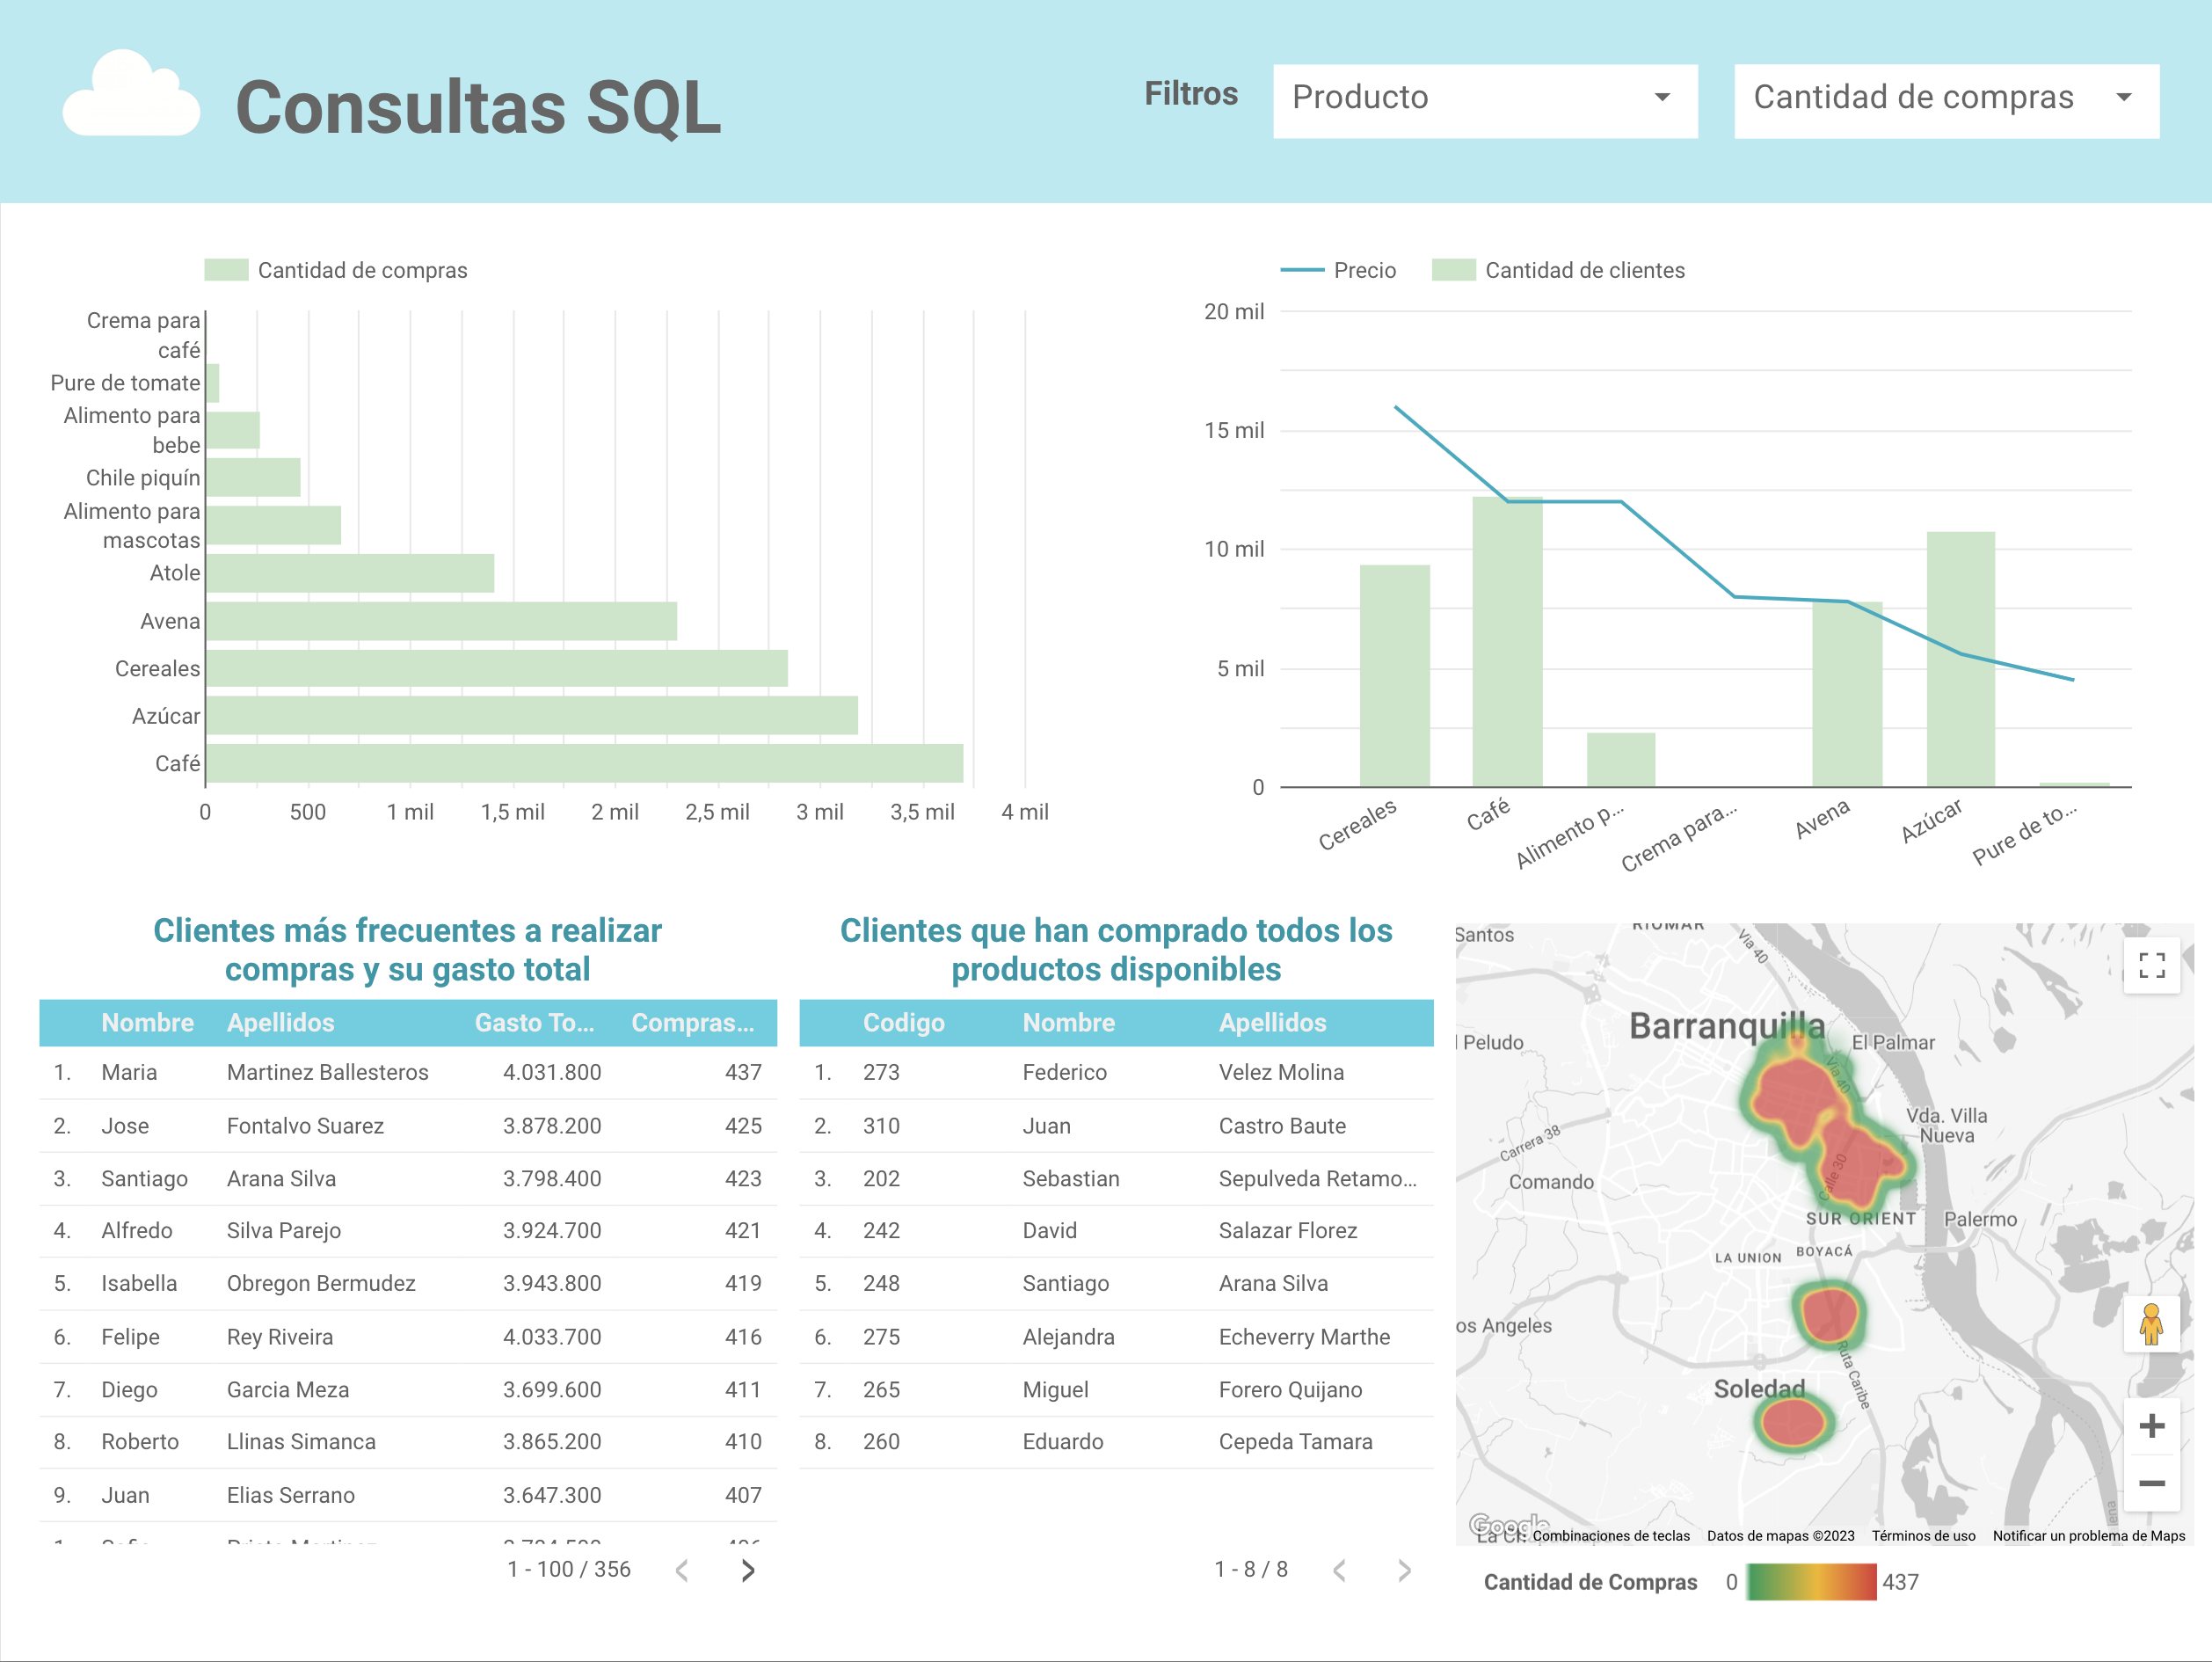 Consultas SQL
Filtros
Producto
Cantidad de compras
Cantidad de compras
Crema para
café
Pure de tomate
Alimento para
bebe
Chile piquín
Alimento para
mascotas
Atole
Avena
Cereales
Azúcar
Café
0 500 1 mil 1,5 mil 2 mil 2,5 mil 3 mil 3,5 mil 4 mil
Precio Cantidad de clientes
20 mil
15 mil
10 mil
5 mil
0
Cereales Café Alimento p... Crema para... Avena Azúcar Pure de to...
Clientes más frecuentes a realizar
compras y su gasto total
Nombre Apellidos Gasto To... Compras...
1. Maria Martinez Ballesteros 4.031.800 437
2. Jose Fontalvo Suarez 3.878.200 425
3. Santiago Arana Silva 3.798.400 423
4. Alfredo Silva Parejo 3.924.700 421
5. Isabella Obregon Bermudez 3.943.800 419
6. Felipe Rey Riveira 4.033.700 416
7. Diego Garcia Meza 3.699.600 411
8. Roberto Llinas Simanca 3.865.200 410
9. Juan Elias Serrano 3.647.300 407
1 - 100 / 356
Clientes que han comprado todos los
productos disponibles
Codigo Nombre Apellidos
1. 273 Federico Velez Molina
2. 310 Juan Castro Baute
3. 202 Sebastian Sepulveda Retamo...
4. 242 David Salazar Florez
5. 248 Santiago Arana Silva
6. 275 Alejandra Echeverry Marthe
7. 265 Miguel Forero Quijano
8. 260 Eduardo Cepeda Tamara
1 - 8 / 8
Santos
RIOMAR
Via 40
Barranquilla
El Palmar
l Peludo
Via 40
Vda. Villa
Nueva
Carrera 38
Calle 30
Comando
SUR ORIENT
Palermo
LA UNION
BOYACÁ
os Angeles
Ruta Caribe
Soledad
Google
Combinaciones de teclas Datos de mapas ©2023 Términos de uso Notificar un problema de Maps
Cantidad de Compras 0 437